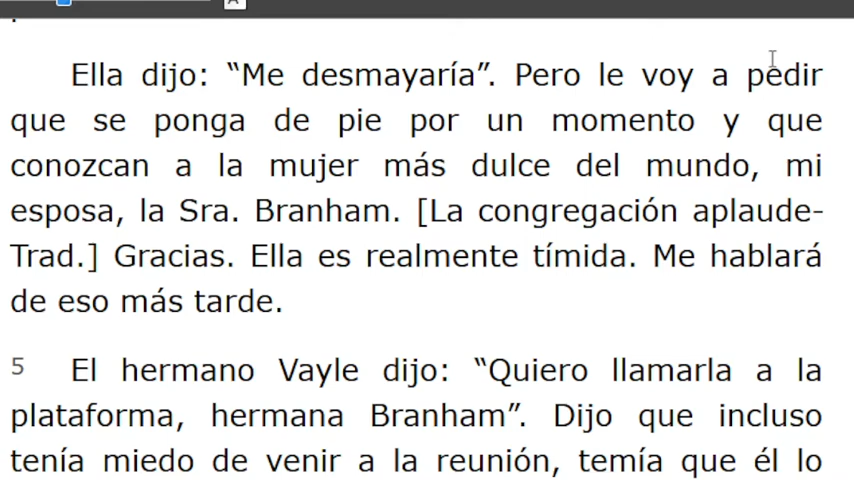 A
Ella dijo: “Me desmayaría”. Pero le voy a pedir
que se ponga de pie por un momento y que
conozcan a la mujer más dulce del mundo, mi
esposa, la Sra. Branham. [La congregación aplaude-
Trad.] Gracias. Ella es realmente tímida. Me hablará
de eso más tarde.
5 El hermano Vayle dijo: “Quiero llamarla a la
plataforma, hermana Branham”. Dijo que incluso
tenía miedo de venir a la reunión, temía que él lo